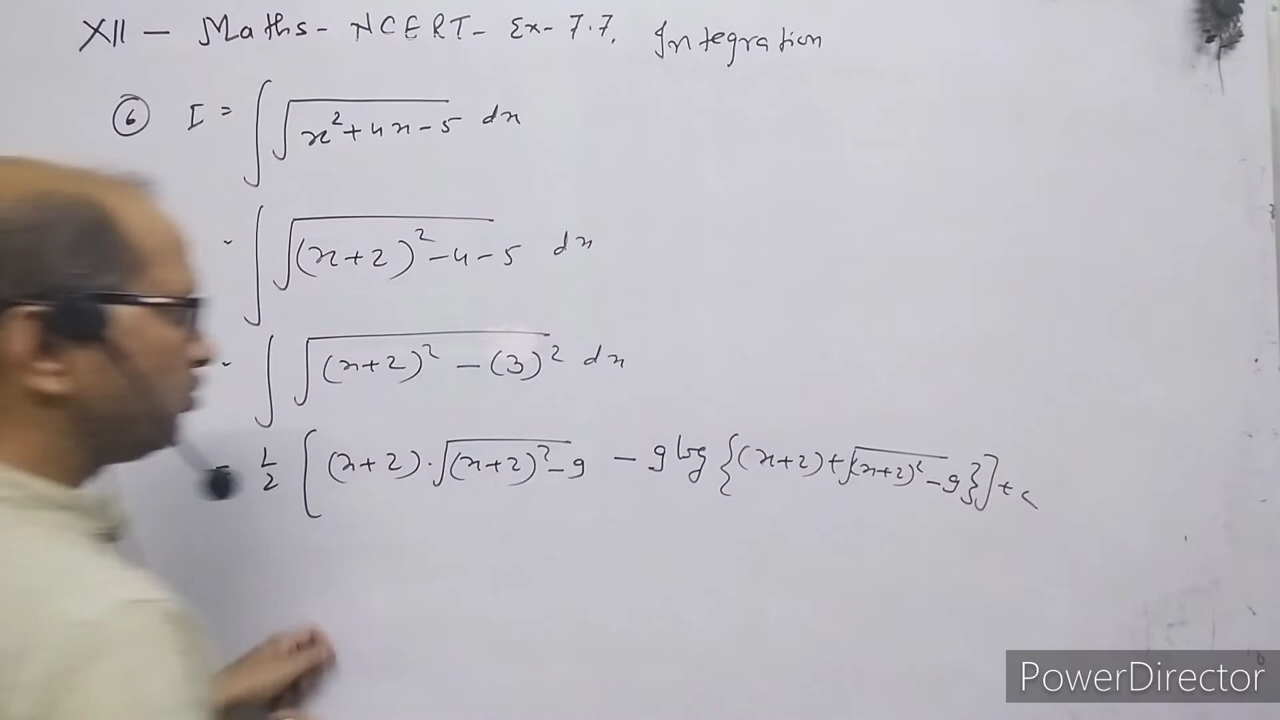 XII - Maths - NCERT - Ex- 7.7. Integration
⑥ I = ∫ √(x²+4x-5) dx
= ∫ √((x+2)²-4-5) dx
= ∫ √((x+2)² - (3)²) dx
= 1/2 [(x+2)·√((x+2)²-9) - 9 log {(x+2)+√((x+2)²-9)}] + c
PowerDirector